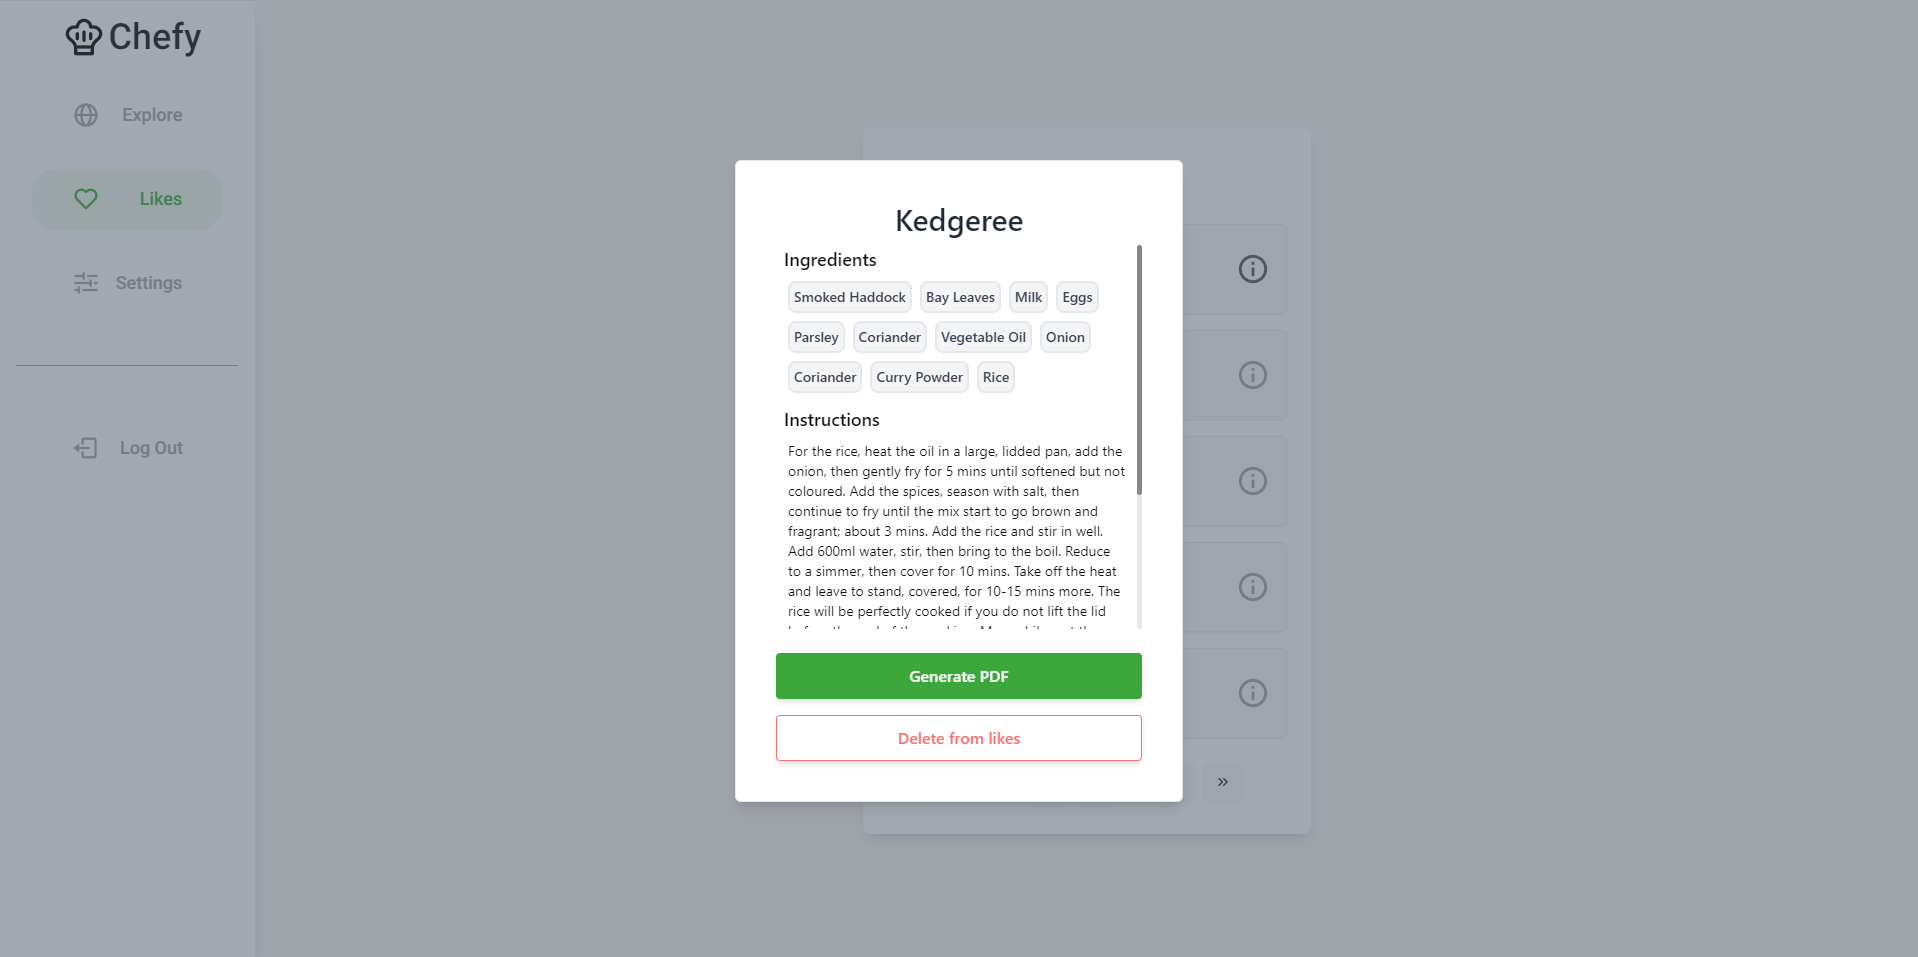 Chefy
Explore
Likes
Settings
Log Out
Kedgeree
Ingredients
Smoked Haddock Bay Leaves Milk Eggs
Parsley Coriander Vegetable Oil Onion
Coriander Curry Powder Rice
Instructions
For the rice, heat the oil in a large, lidded pan, add the
onion, then gently fry for 5 mins until softened but not
coloured. Add the spices, season with salt, then
continue to fry until the mix start to go brown and
fragrant; about 3 mins. Add the rice and stir in well.
Add 600ml water, stir, then bring to the boil. Reduce
to a simmer, then cover for 10 mins. Take off the heat
and leave to stand, covered, for 10-15 mins more. The
rice will be perfectly cooked if you do not lift the lid
Generate PDF
Delete from likes
»